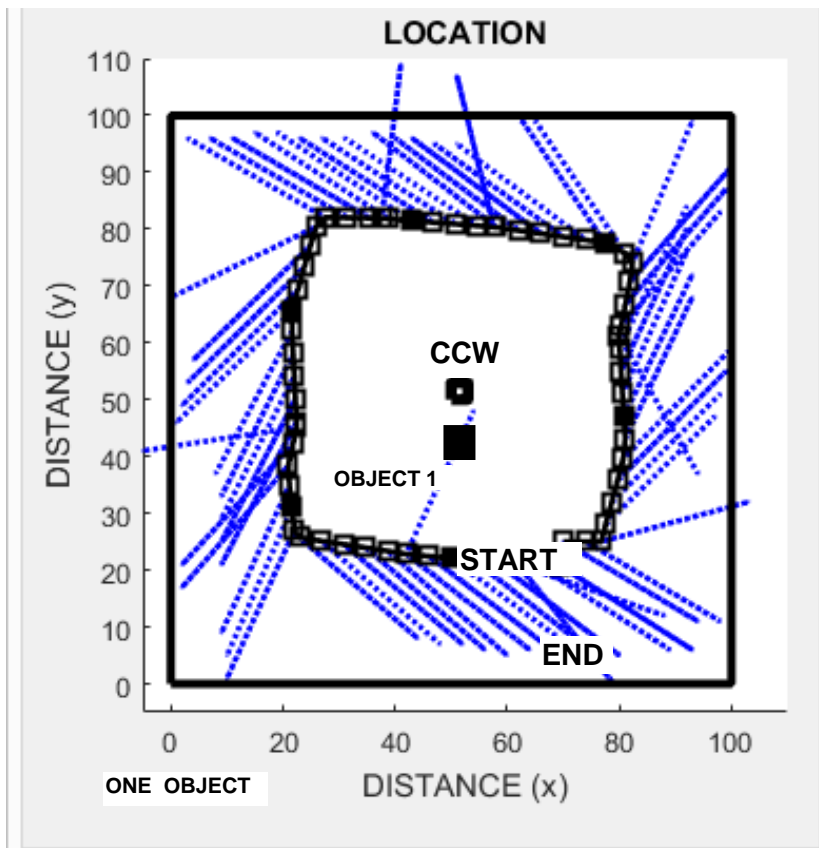 LOCATION
110
100
90
80
70
60
50
40
30
20
10
0
DISTANCE (y)
CCW
OBJECT 1
START
END
0 20 40 60 80 100
ONE OBJECT
DISTANCE (x)